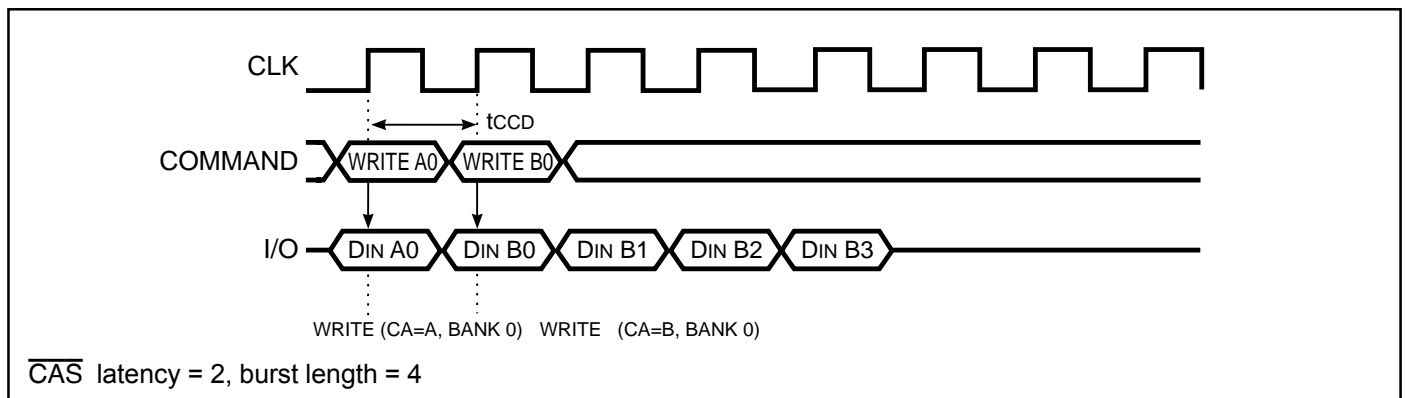 CLK
tCCD
COMMAND WRITE A0 WRITE B0
I/O DIN A0 DIN B0 DIN B1 DIN B2 DIN B3
WRITE (CA=A, BANK 0) WRITE (CA=B, BANK 0)
CAS latency = 2, burst length = 4